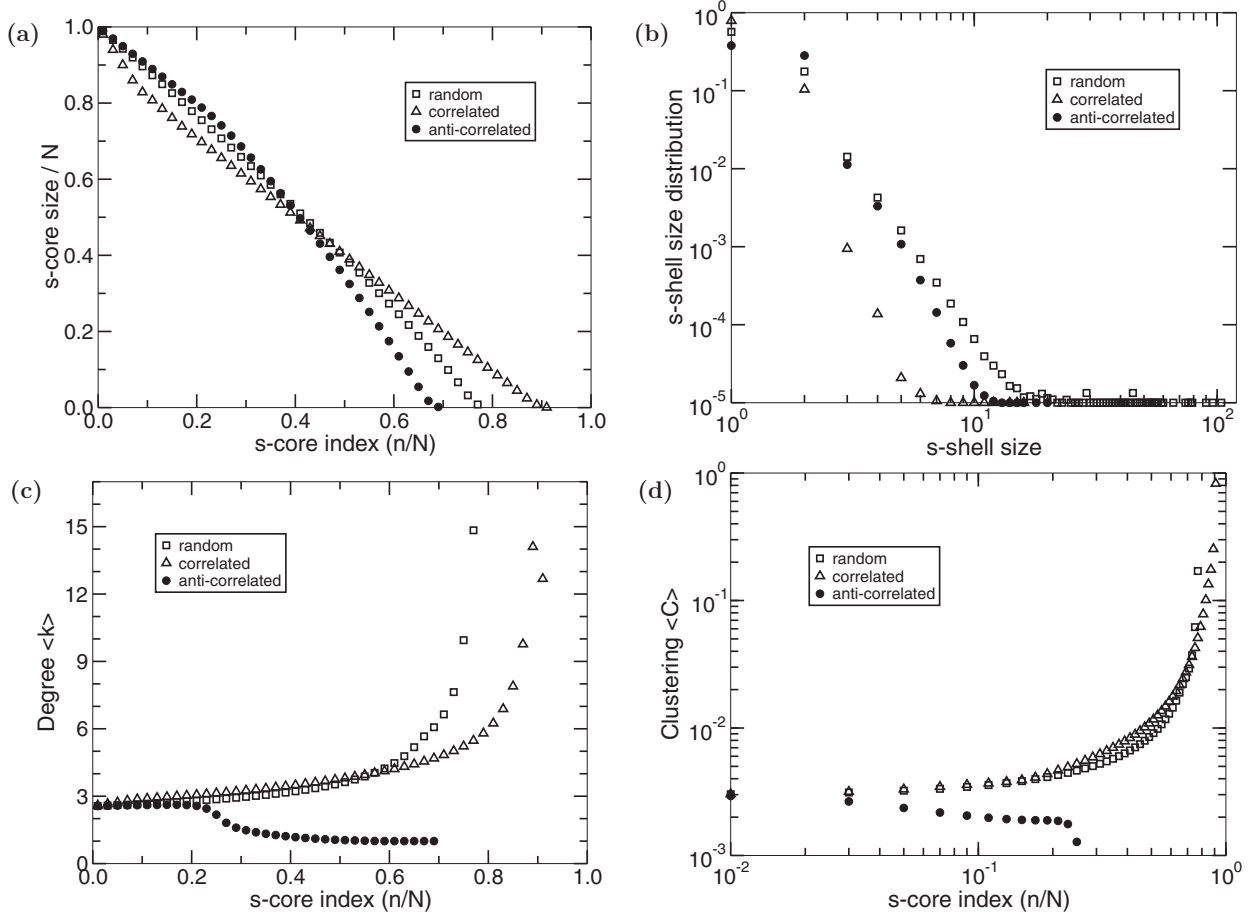 (a)
1.0
0.8
0.6
0.4
0.2
0.0
s-core size / N
random
correlated
anti-correlated
0.0 0.2 0.4 0.6 0.8 1.0
s-core index (n/N)
(b)
10^0
10^-1
10^-2
10^-3
10^-4
10^-5
s-shell size distribution
random
correlated
anti-correlated
10^0 10^1 10^2
s-shell size
(c)
15
12
9
6
3
0
Degree <k>
random
correlated
anti-correlated
0.0 0.2 0.4 0.6 0.8 1.0
s-core index (n/N)
(d)
10^0
10^-1
10^-2
10^-3
Clustering <C>
random
correlated
anti-correlated
10^-2 10^-1 10^0
s-core index (n/N)